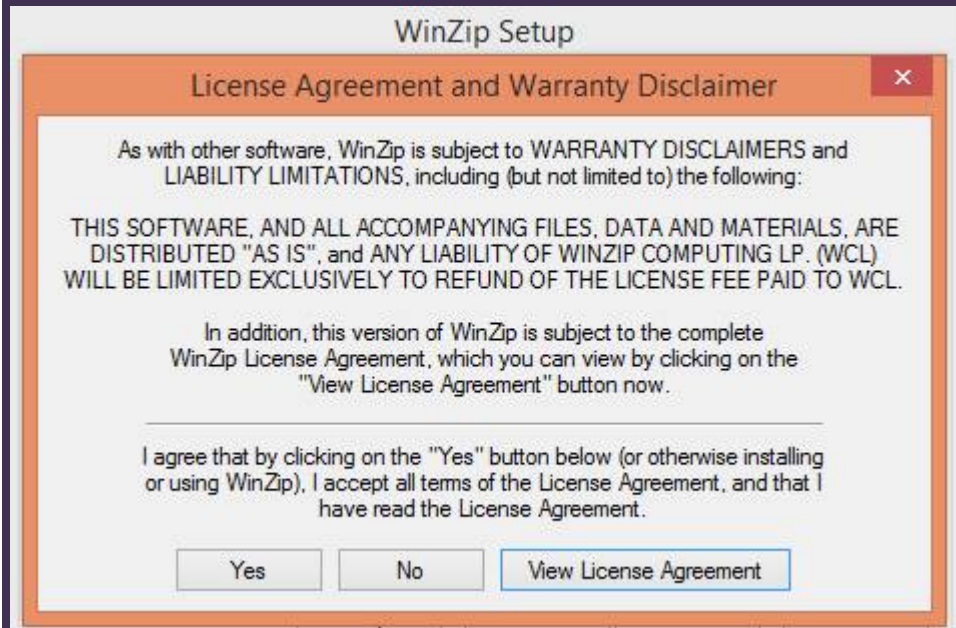 WinZip Setup
License Agreement and Warranty Disclaimer
As with other software, WinZip is subject to WARRANTY DISCLAIMERS and
LIABILITY LIMITATIONS, including (but not limited to) the following:
THIS SOFTWARE, AND ALL ACCOMPANYING FILES, DATA AND MATERIALS, ARE
DISTRIBUTED "AS IS", and ANY LIABILITY OF WINZIP COMPUTING LP. (WCL)
WILL BE LIMITED EXCLUSIVELY TO REFUND OF THE LICENSE FEE PAID TO WCL.
In addition, this version of WinZip is subject to the complete
WinZip License Agreement, which you can view by clicking on the
"View License Agreement" button now.
I agree that by clicking on the "Yes" button below (or otherwise installing
or using WinZip), I accept all terms of the License Agreement, and that I
have read the License Agreement.
Yes No View License Agreement